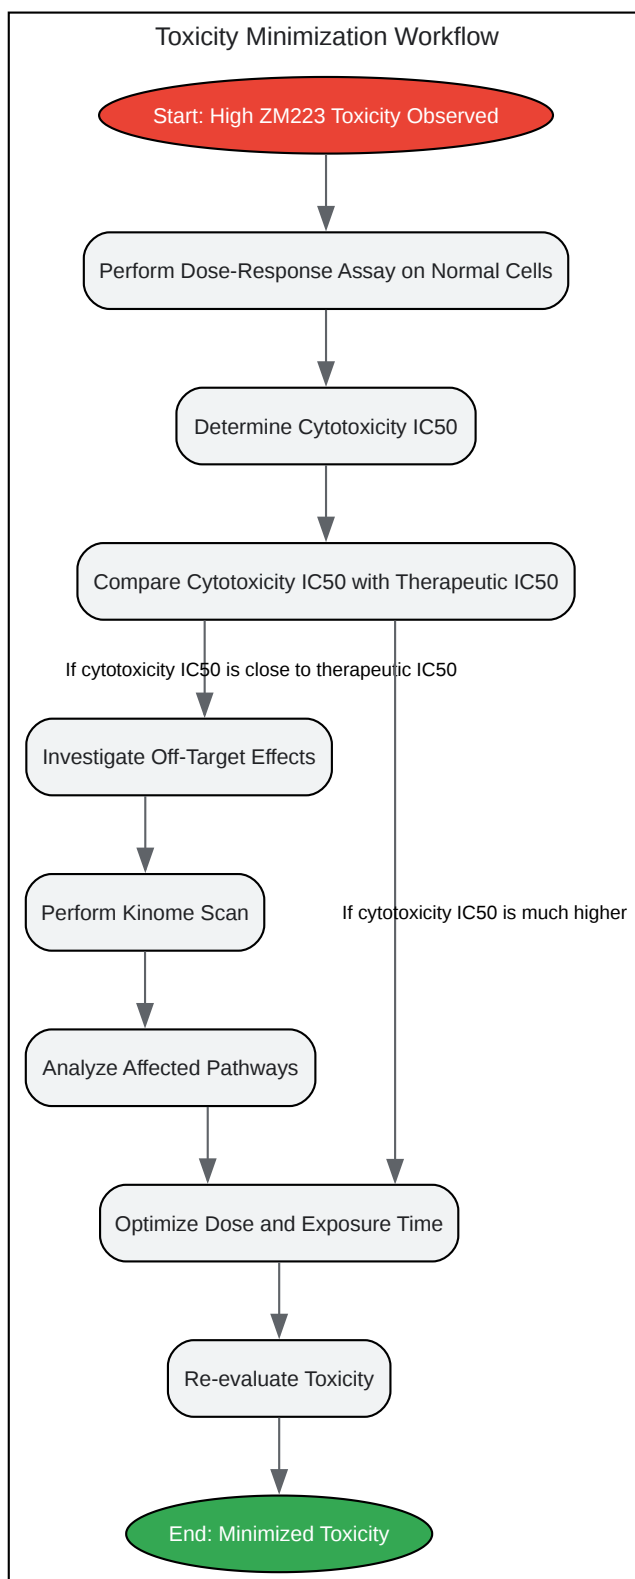 Toxicity Minimization Workflow
Start: High ZM223 Toxicity Observed
Perform Dose-Response Assay on Normal Cells
Determine Cytotoxicity IC50
Compare Cytotoxicity IC50 with Therapeutic IC50
If cytotoxicity IC50 is close to therapeutic IC50
Investigate Off-Target Effects
Perform Kinome Scan
If cytotoxicity IC50 is much higher
Analyze Affected Pathways
Optimize Dose and Exposure Time
Re-evaluate Toxicity
End: Minimized Toxicity